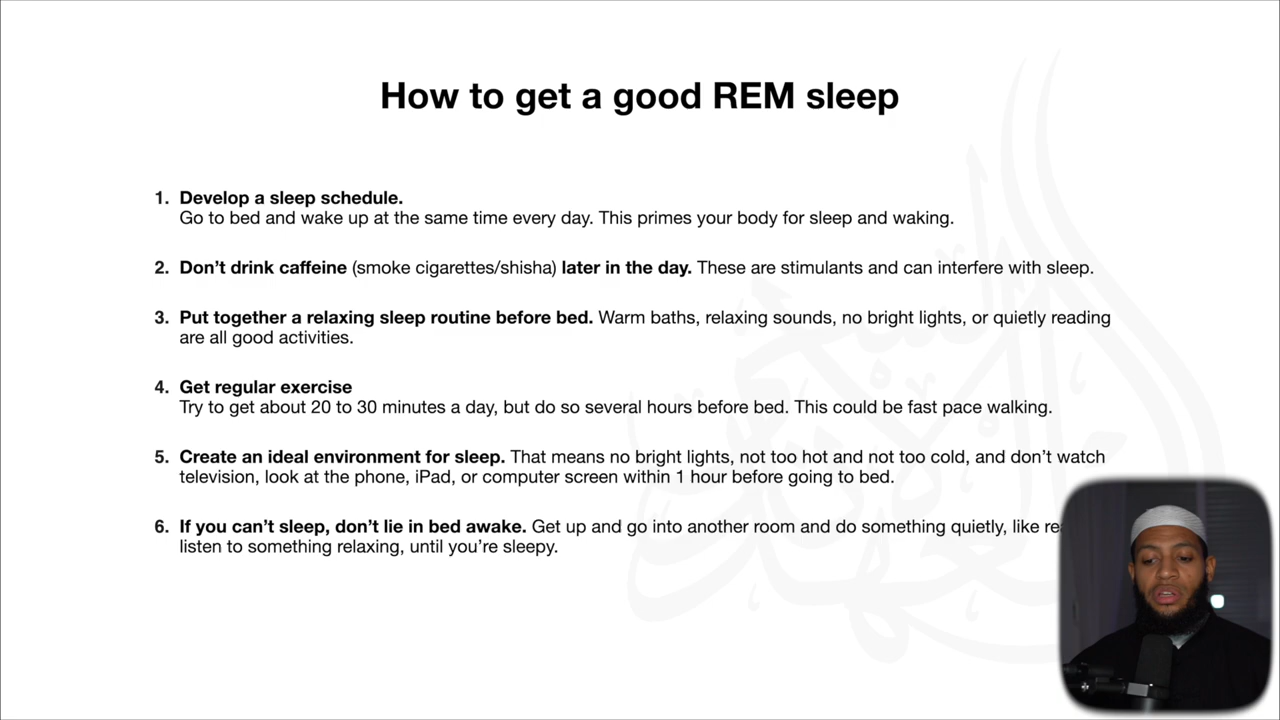 How to get a good REM sleep
1. Develop a sleep schedule.
Go to bed and wake up at the same time every day. This primes your body for sleep and waking.
2. Don’t drink caffeine (smoke cigarettes/shisha) later in the day. These are stimulants and can interfere with sleep.
3. Put together a relaxing sleep routine before bed. Warm baths, relaxing sounds, no bright lights, or quietly reading
are all good activities.
4. Get regular exercise
Try to get about 20 to 30 minutes a day, but do so several hours before bed. This could be fast pace walking.
5. Create an ideal environment for sleep. That means no bright lights, not too hot and not too cold, and don’t watch
television, look at the phone, iPad, or computer screen within 1 hour before going to bed.
6. If you can’t sleep, don’t lie in bed awake. Get up and go into another room and do something quietly, like
listen to something relaxing, until you’re sleepy.